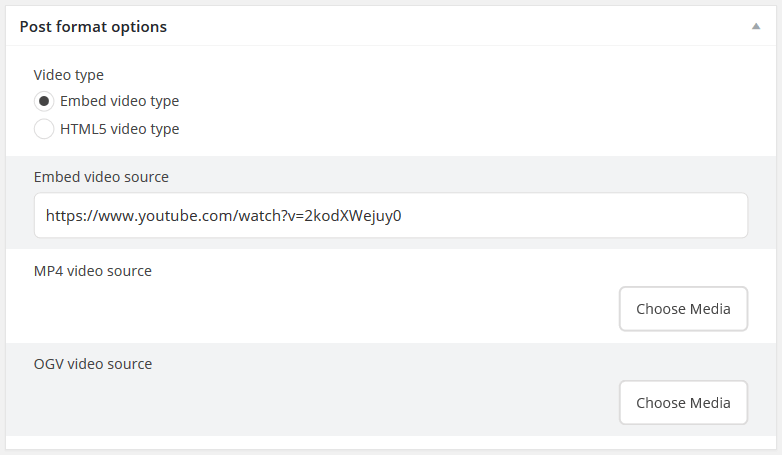 Post format options
Video type
Embed video type
HTML5 video type
Embed video source
https://www.youtube.com/watch?v=2kodXWejuy0
MP4 video source
Choose Media
OGV video source
Choose Media